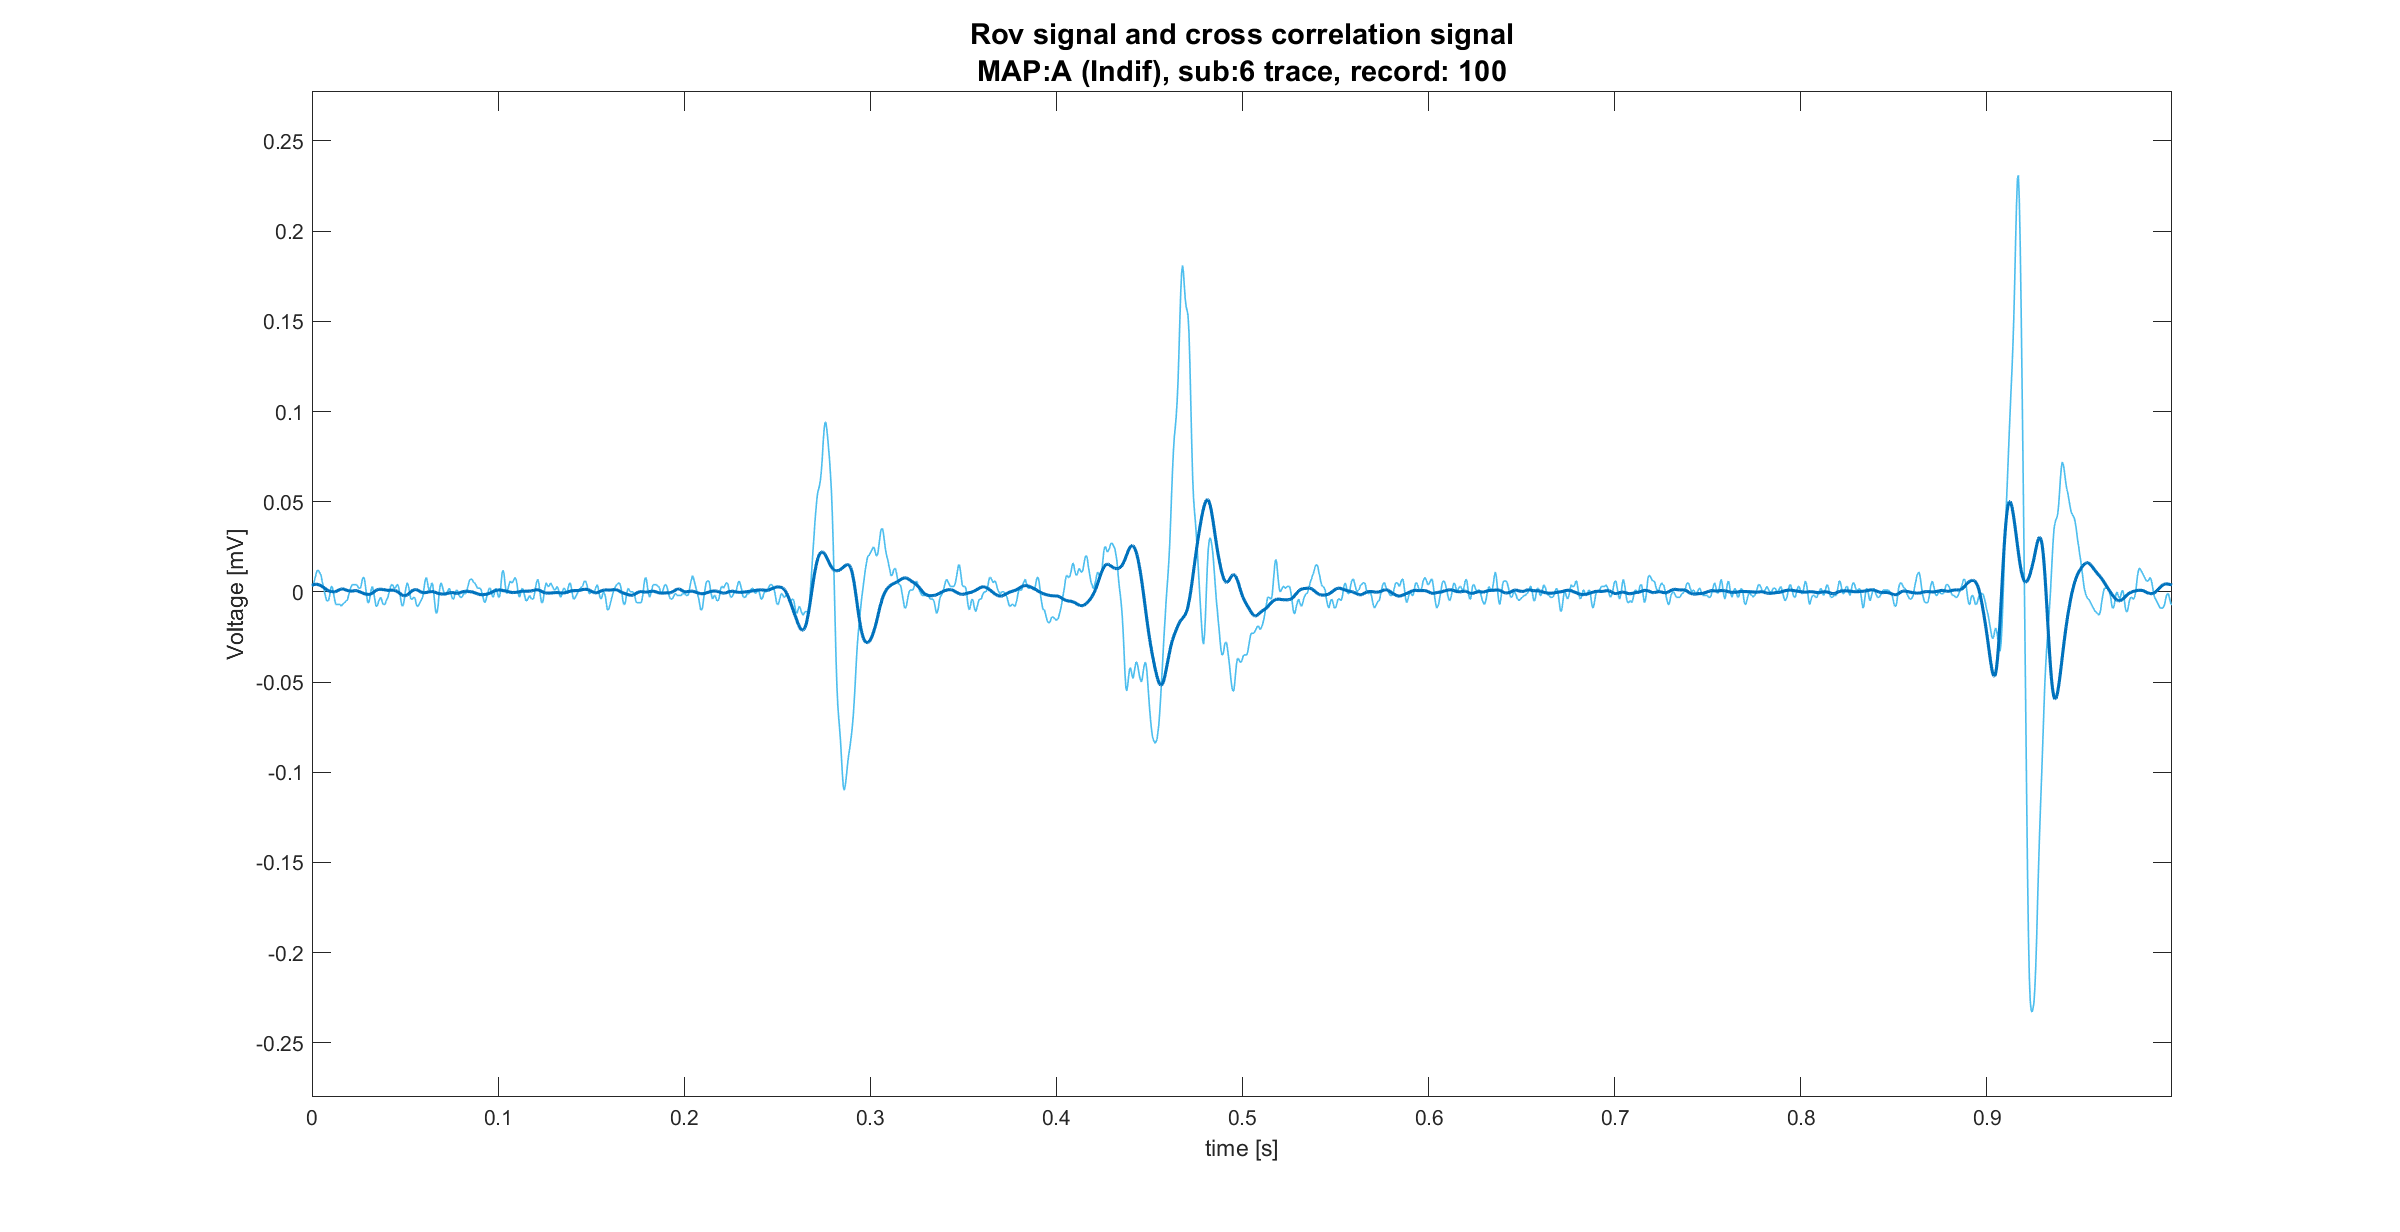 Rov signal and cross correlation signal
MAP:A (Indif), sub:6 trace, record: 100
0.25
0.2
0.15
0.1
0.05
0
-0.05
-0.1
-0.15
-0.2
-0.25
Voltage [mV]
0 0.1 0.2 0.3 0.4 0.5 0.6 0.7 0.8 0.9
time [s]